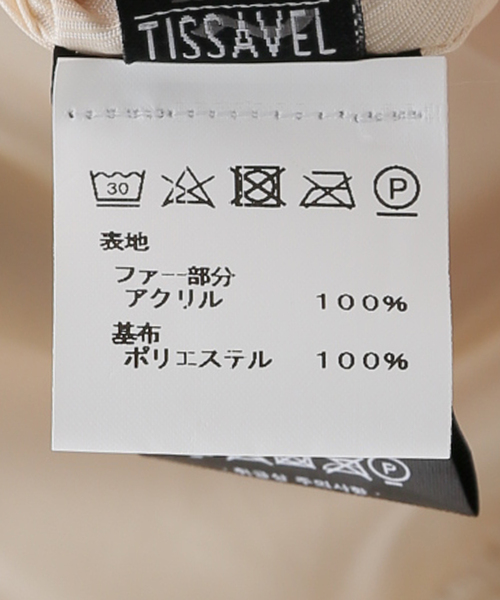 TISSAVEL
30 P
表地
ファー部分
アクリル 100%
基布
ポリエステル 100%
P